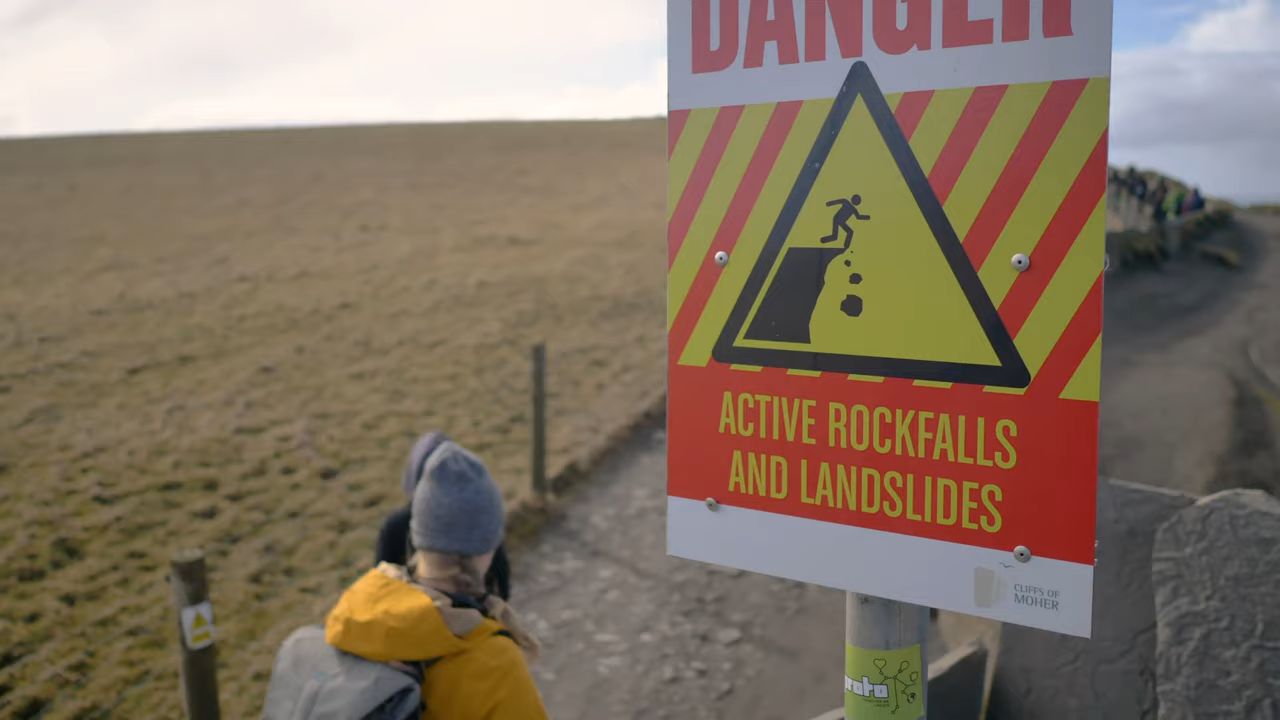 DANGER
ACTIVE ROCKFALLS
AND LANDSLIDES
CLIFFS OF
MOHER